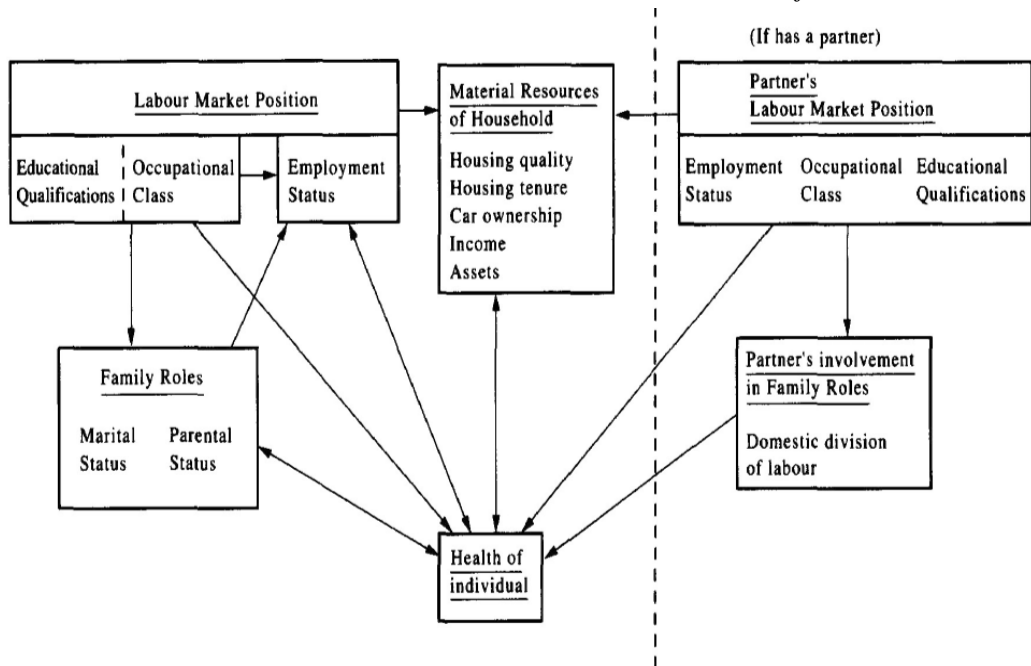 (If has a partner)
Labour Market Position
Educational
Qualifications
Occupational
Class
Employment
Status
Material Resources
of Household
Housing quality
Housing tenure
Car ownership
Income
Assets
Partner's
Labour Market Position
Employment
Status
Occupational
Class
Educational
Qualifications
Family Roles
Marital
Status
Parental
Status
Partner's involvement
in Family Roles
Domestic division
of labour
Health of
individual